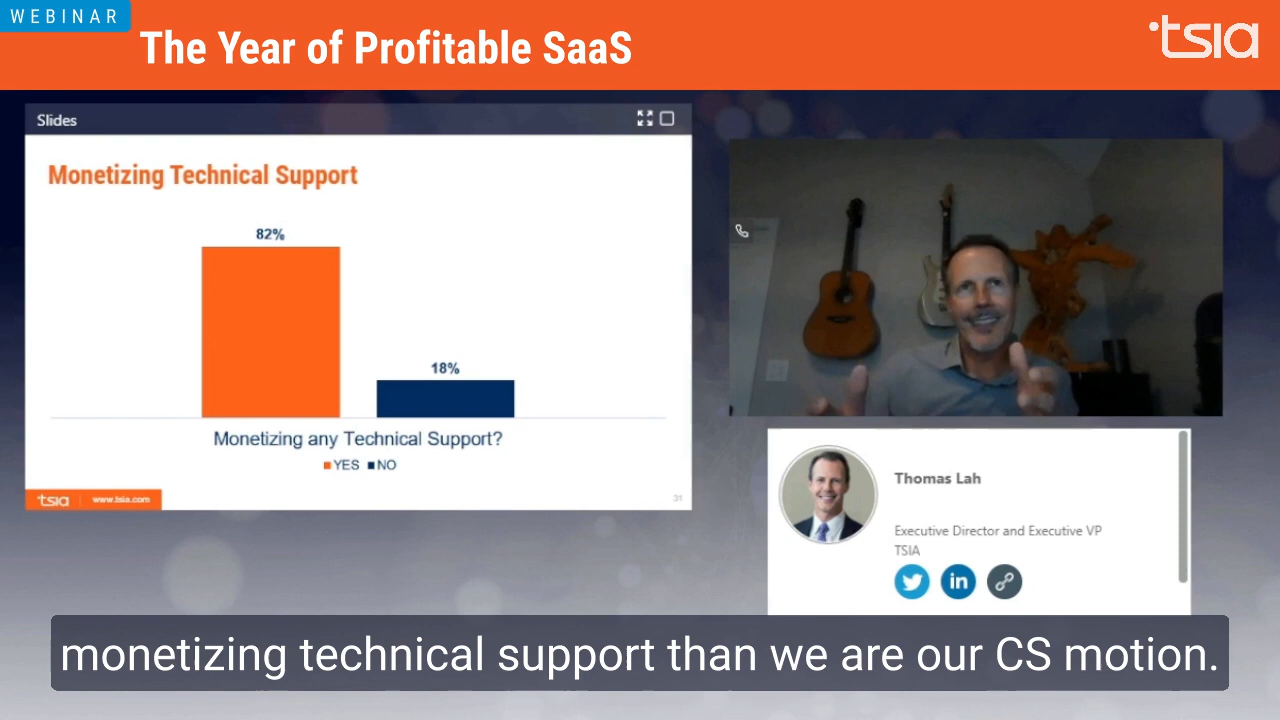 WEBINAR
The Year of Profitable SaaS
tsia
Slides
Monetizing Technical Support
82%
18%
Monetizing any Technical Support?
YES NO
tsia | www.tsia.com
31
Thomas Lah
Executive Director and Executive VP
TSIA
in
monetizing technical support than we are our CS motion.